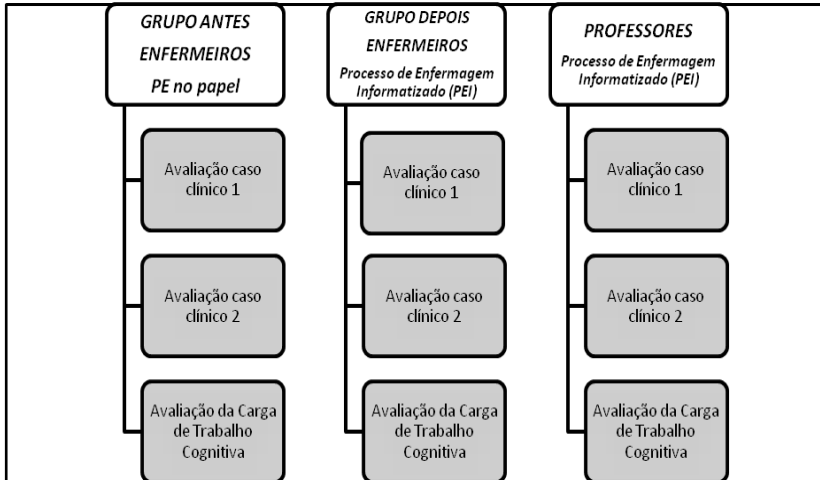 GRUPO ANTES
ENFERMEIROS
PE no papel
Avaliação caso
clínico 1
Avaliação caso
clínico 2
Avaliação da Carga
de Trabalho
Cognitiva
GRUPO DEPOIS
ENFERMEIROS
Processo de Enfermagem
Informatizado (PEI)
Avaliação caso
clínico 1
Avaliação caso
clínico 2
Avaliação da Carga
de Trabalho
Cognitiva
PROFESSORES
Processo de Enfermagem
Informatizado (PEI)
Avaliação caso
clínico 1
Avaliação caso
clínico 2
Avaliação da Carga
de Trabalho
Cognitiva